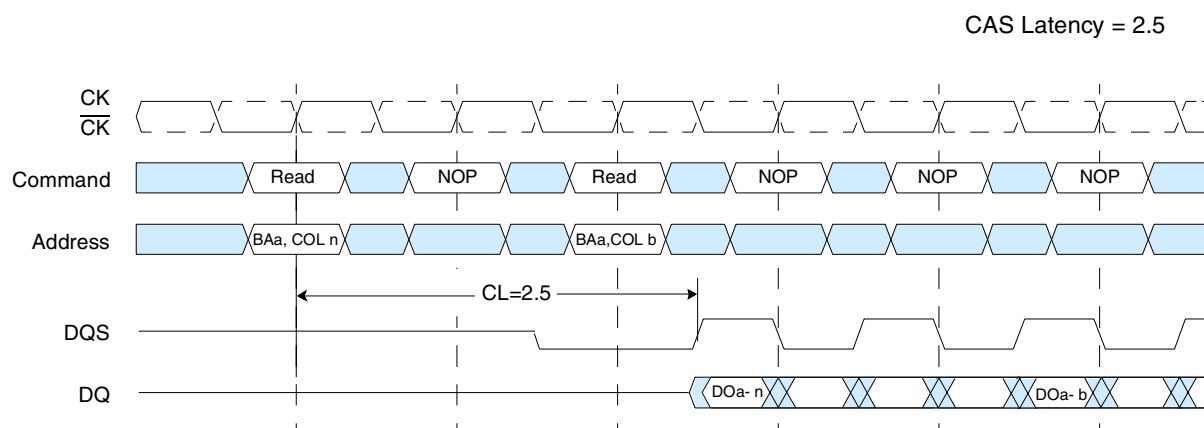 CAS Latency = 2.5
CK
CK
Command
Read
NOP
Read
NOP
NOP
NOP
Address
BAa, COL n
BAa,COL b
CL=2.5
DQS
DQ
DOa- n
DOa- b